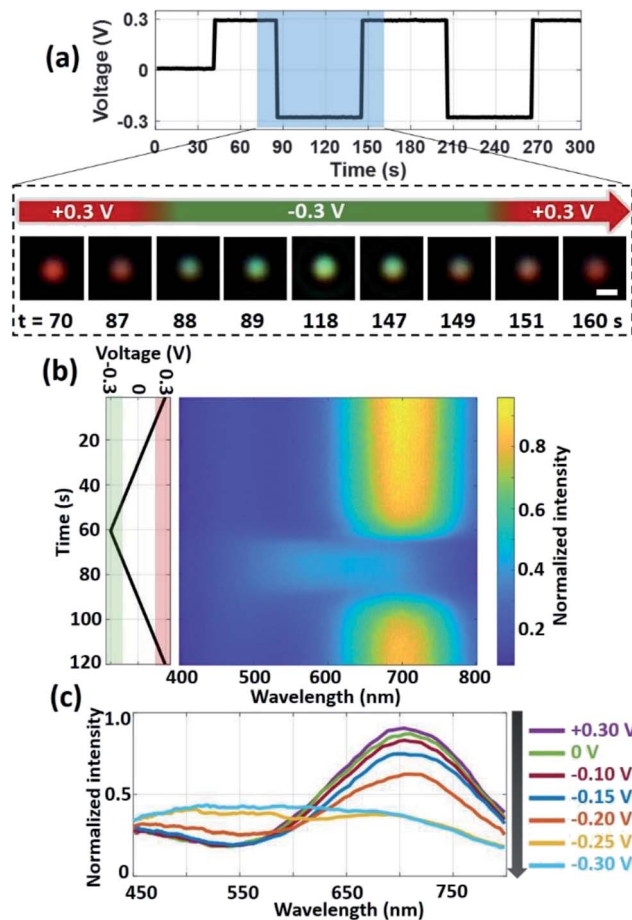 (a)
Voltage (V)
0.3
0
-0.3
0 30 60 90 120 150 180 210 240 270 300
Time (s)
+0.3 V -0.3 V +0.3 V
t = 70 87 88 89 118 147 149 151 160 s
(b)
Voltage (V)
-0.3 0 0.3
Time (s)
20
40
60
80
100
120
400 500 600 700 800
Wavelength (nm)
0.8
0.6
0.4
0.2
Normalized intensity
(c)
Normalized intensity
1.0
0.5
0
450 550 650 750
Wavelength (nm)
+0.30 V
0 V
-0.10 V
-0.15 V
-0.20 V
-0.25 V
-0.30 V